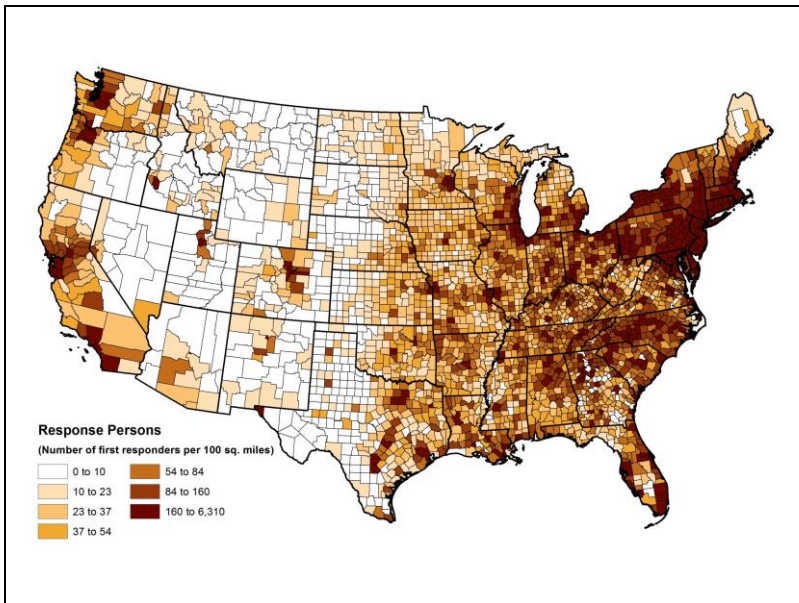 Response Persons
(Number of first responders per 100 sq. miles)
0 to 10
10 to 23
23 to 37
37 to 54
54 to 84
84 to 160
160 to 6,310